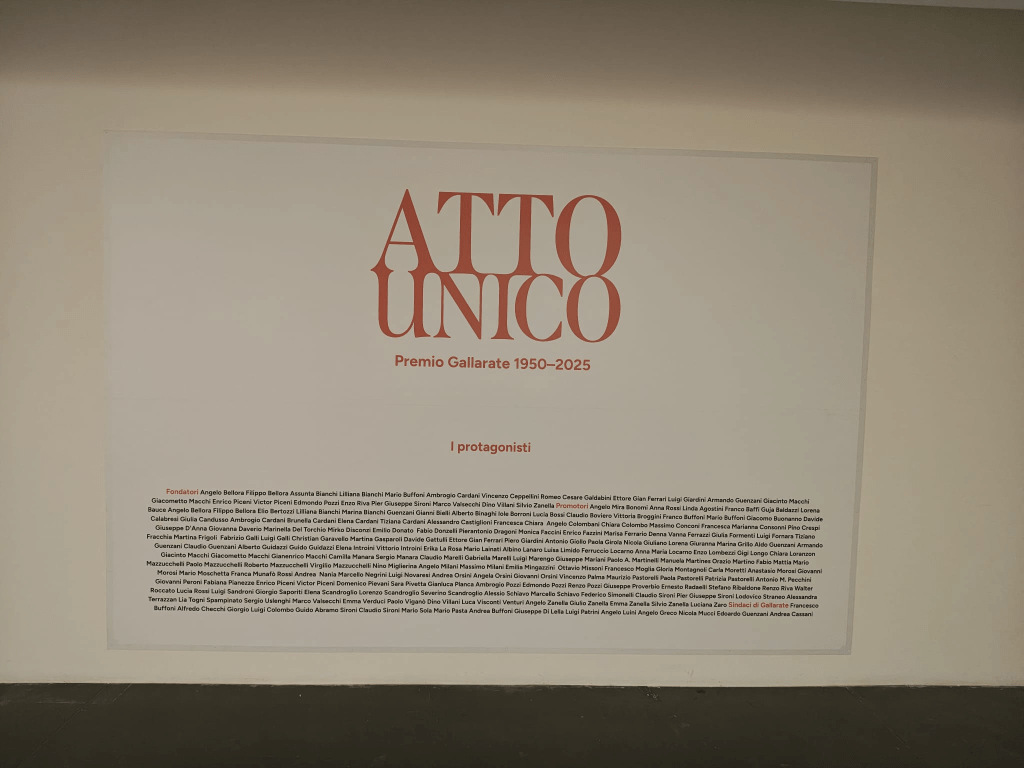 ATTO
UNICO
Premio Gallarate 1950–2025
I protagonisti
Fondatori Angelo Bellora Filippo Bellora Assunta Bianchi Lilliana Bianchi Mario Buffoni Ambrogio Cardani Vincenzo Ceppellini Romeo Cesare Galdabini Ettore Gian Ferrari Luigi Giardini Armando Guenzani Giacinto Macchi
Giacometto Macchi Enrico Piceni Victor Piceni Edmondo Pozzi Enzo Riva Pier Giuseppe Sironi Marco Valsecchi Dino Villani Silvio Zanella Promotori Angelo Mira Bonomi Anna Rossi Linda Agostini Franco Baffi Guja Baldazzi Lorena
Bauce Angelo Bellora Filippo Bellora Elio Bertozzi Lilliana Bianchi Marina Bianchi Guenzani Gianni Bielli Alberto Binaghi Iole Borroni Lucia Bossi Claudio Boviero Vittoria Broggini Franco Buffoni Mario Buffoni Giacomo Buonanno Davide
Calabresi Giulia Candusso Ambrogio Cardani Brunella Cardani Elena Cardani Tiziana Cardani Alessandro Castiglioni Francesca Chiara Angelo Colombani Chiara Colombo Massimo Conconi Francesca Marianna Consonni Pino Crespi
Giuseppe D'Anna Giovanna Daverio Marinella Del Torchio Mirko Disconzi Emilio Donato Fabio Donzelli Pierantonio Dragoni Monica Faccini Enrico Fazzini Marisa Ferrario Denna Vanna Ferrazzi Giulia Formenti Luigi Fornara Tiziano
Fracchia Martina Frigoli Fabrizio Galli Luigi Galli Christian Garavello Martina Gasparoli Davide Gattulli Ettore Gian Ferrari Piero Giardini Antonio Giollo Paola Girola Nicola Giuliano Lorena Giuranna Marina Grillo Aldo Guenzani Armando
Guenzani Claudio Guenzani Alberto Guidazzi Guido Guidazzi Elena Introini Vittorio Introini Erika La Rosa Mario Lainati Albino Lanaro Luisa Limido Ferruccio Locarno Anna Maria Locarno Enzo Lombezzi Gigi Longo Chiara Lorenzon
Giacinto Macchi Giacometto Macchi Gianenrico Macchi Camilla Manara Sergio Manara Claudio Marelli Gabriella Marelli Luigi Marengo Giuseppe Mariani Paolo A. Martinelli Manuela Martines Orazio Martino Fabio Mattia Mario
Mazzucchelli Paolo Mazzucchelli Roberto Mazzucchelli Virgilio Mazzucchelli Nino Miglierina Angelo Milani Massimo Milani Emilia Mingazzini Ottavio Missoni Francesco Moglia Gloria Montagnoli Carla Moretti Anastasio Morosi Giovanni
Morosi Mario Moschetta Franca Munafò Rossi Andrea Nania Marcello Negrini Luigi Novaresi Andrea Orsini Angela Orsini Giovanni Orsini Vincenzo Palma Maurizio Pastorelli Paola Pastorelli Patrizia Pastorelli Antonio M. Pecchini
Giovanni Peroni Fabiana Pianezze Enrico Piceni Victor Piceni Domenico Pievani Sara Pivetta Gianluca Planca Ambrogio Pozzi Edmondo Pozzi Renzo Pozzi Giuseppe Proverbio Ernesto Radaelli Stefano Ribaldone Renzo Riva Walter
Roccato Lucia Rossi Luigi Sandroni Giorgio Saporiti Elena Scandroglio Lorenzo Scandroglio Severino Scandroglio Alessio Schiavo Marcello Schiavo Federico Simonelli Claudio Sironi Pier Giuseppe Sironi Lodovico Straneo Alessandra
Terrazzan Lia Togni Spampinato Sergio Uslenghi Marco Valsecchi Emma Verduci Paolo Viganò Dino Villani Luca Visconti Venturi Angelo Zanella Giulio Zanella Emma Zanella Silvio Zanella Luciana Zaro Sindaci di Gallarate Francesco
Buffoni Alfredo Checchi Giorgio Luigi Colombo Guido Abramo Sironi Claudio Sironi Mario Sola Mario Pasta Andrea Buffoni Giuseppe Di Lella Luigi Patrini Angelo Luini Angelo Greco Nicola Mucci Edoardo Guenzani Andrea Cassani